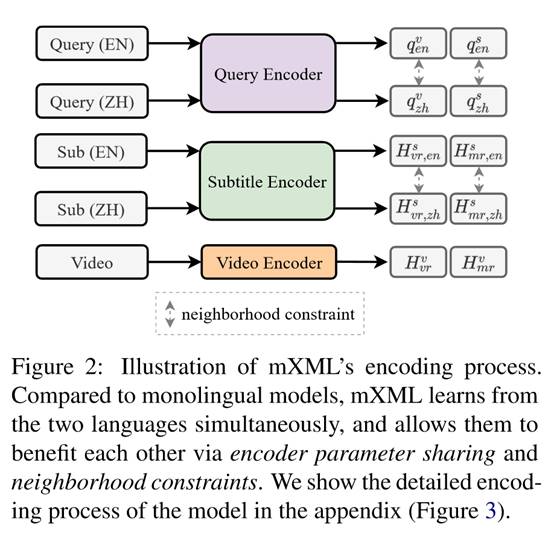 Query (EN)
Query (ZH)
Query Encoder
q^v_{en} q^s_{en}
q^v_{zh} q^s_{zh}
Sub (EN)
Sub (ZH)
Subtitle Encoder
H^s_{vr,en} H^s_{mr,en}
H^s_{vr,zh} H^s_{mr,zh}
Video
Video Encoder
H^v_{vr} H^v_{mr}
neighborhood constraint
Figure 2: Illustration of mXML's encoding process.
Compared to monolingual models, mXML learns from
the two languages simultaneously, and allows them to
benefit each other via encoder parameter sharing and
neighborhood constraints. We show the detailed encod-
ing process of the model in the appendix (Figure 3).